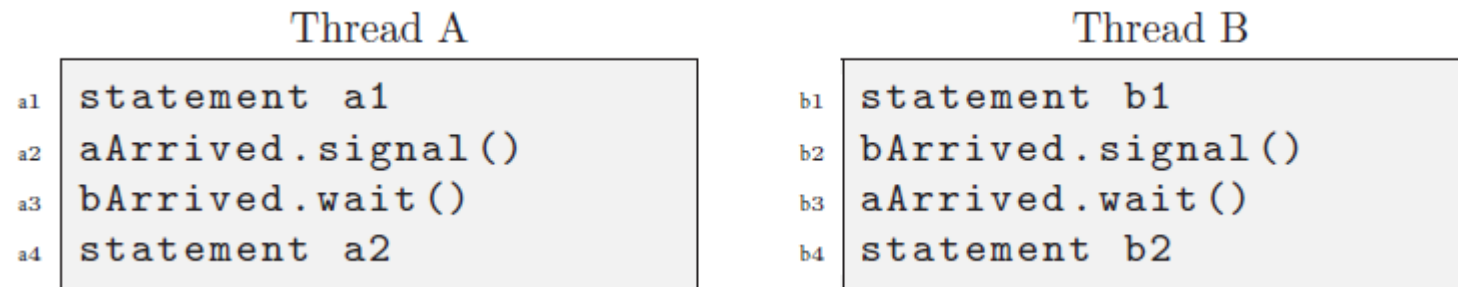 Thread A
a1 statement a1
a2 aArrived.signal()
a3 bArrived.wait()
a4 statement a2
Thread B
b1 statement b1
b2 bArrived.signal()
b3 aArrived.wait()
b4 statement b2